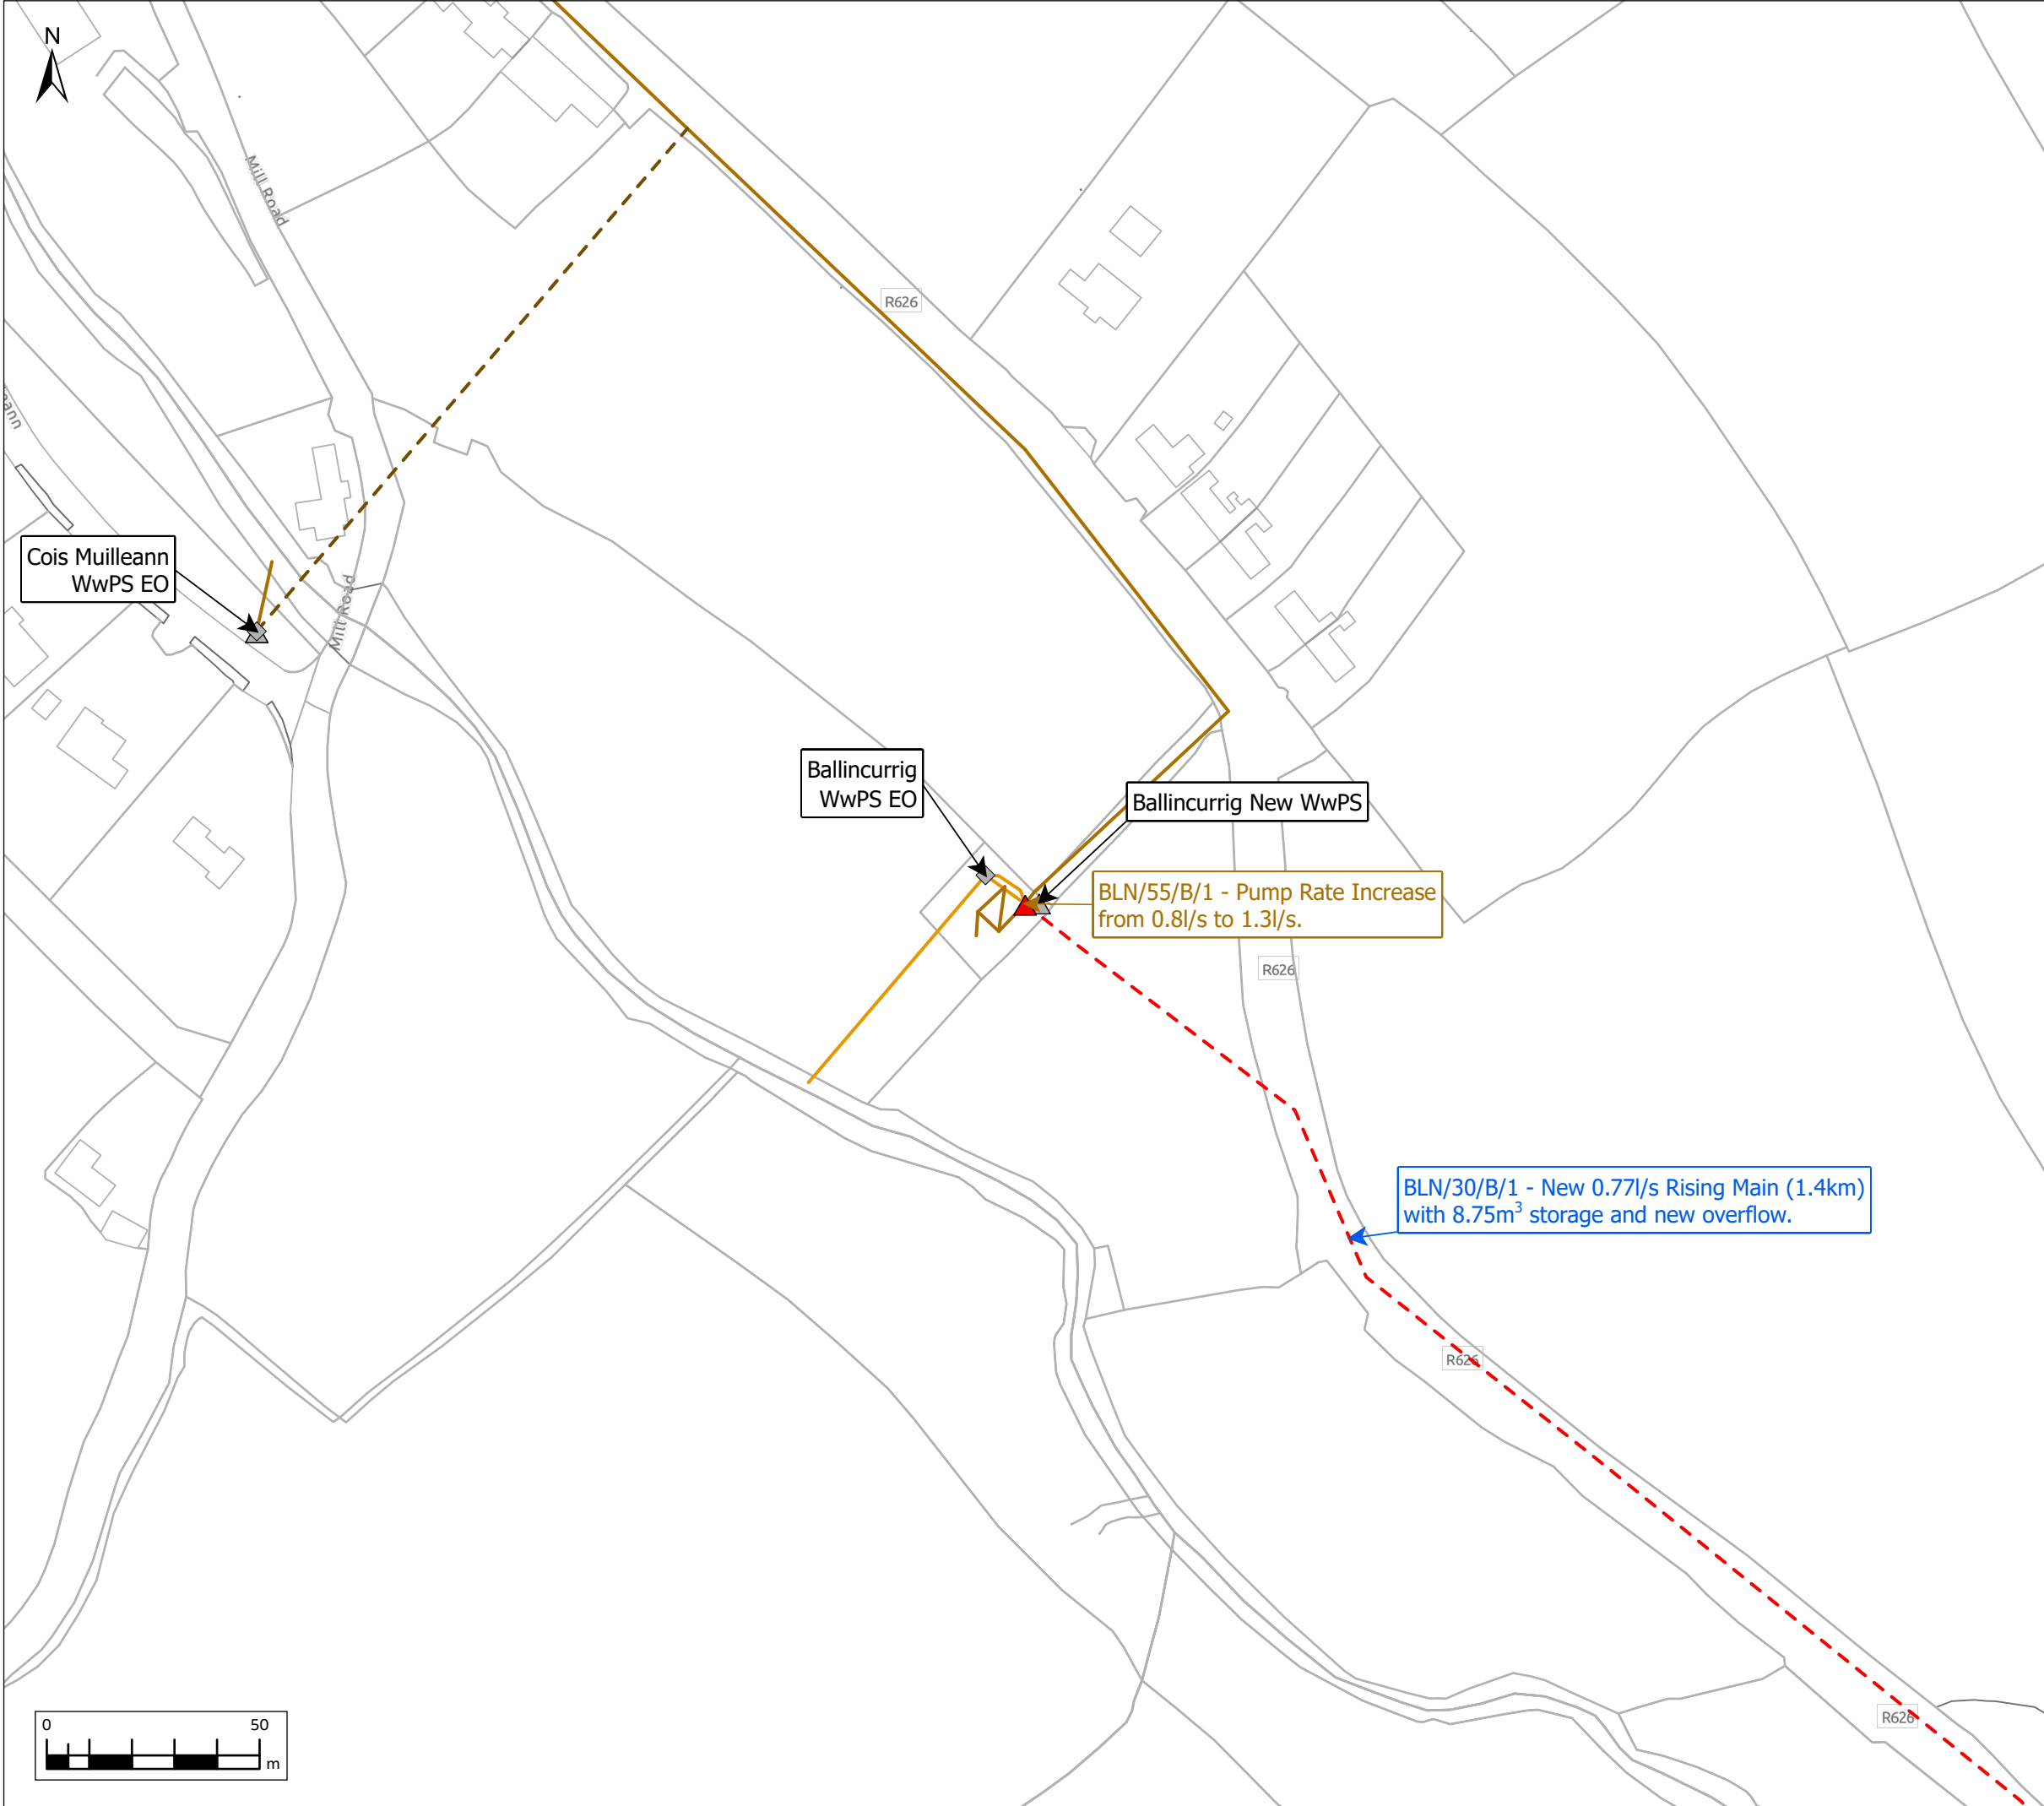 N
Mill Road
R626
Cois Muilleann
WwPS EO
Mill Road
Ballincurrig
WwPS EO
Ballincurrig New WwPS
BLN/55/B/1 - Pump Rate Increase
from 0.8l/s to 1.3l/s.
R626
BLN/30/B/1 - New 0.77l/s Rising Main (1.4km)
with 8.75m³ storage and new overflow.
R626
R626
0 50
m